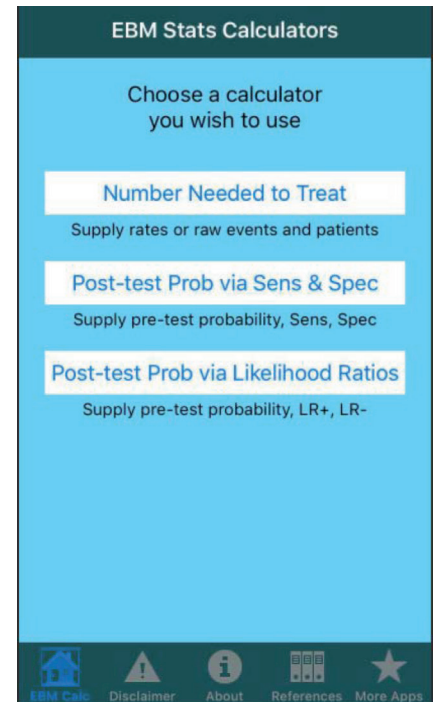 EBM Stats Calculators
Choose a calculator
you wish to use
Number Needed to Treat
Supply rates or raw events and patients
Post-test Prob via Sens & Spec
Supply pre-test probability, Sens, Spec
Post-test Prob via Likelihood Ratios
Supply pre-test probability, LR+, LR-
EBM Calc Disclaimer About References More Apps